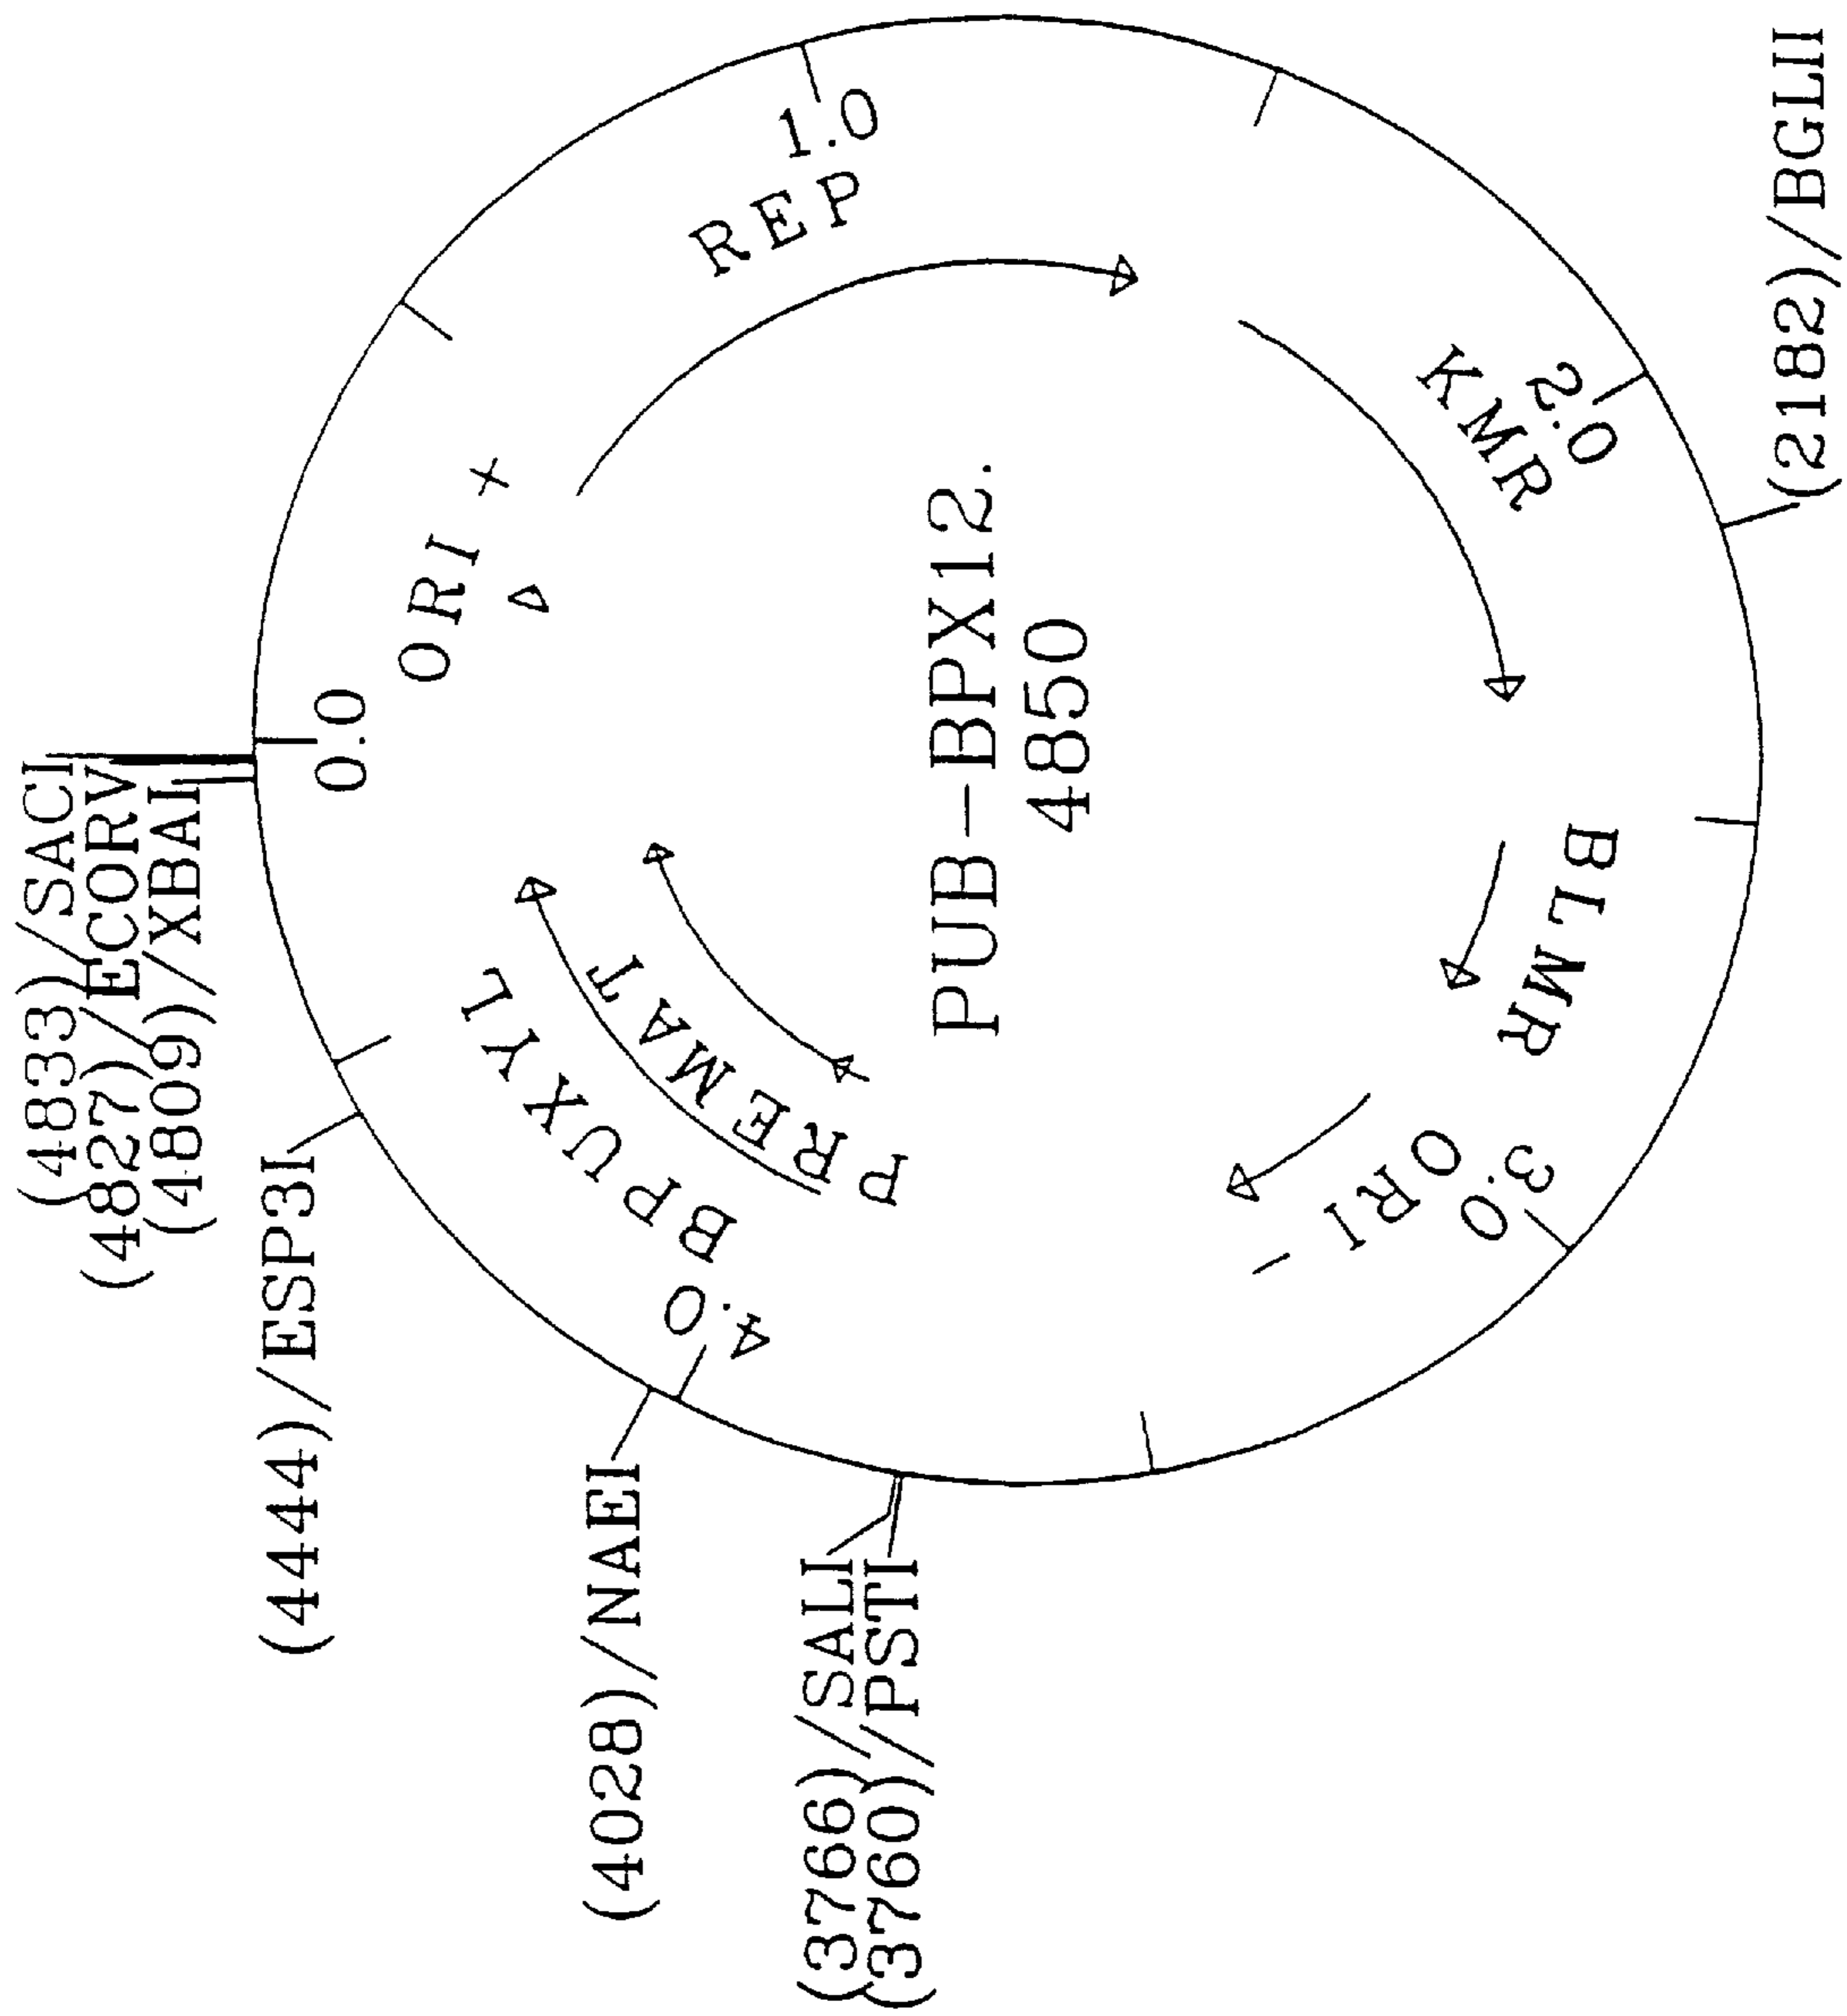 (4833)/SACI
(4827)/ECORV
(4809)/XBAI
(4444)/ESP3I
(4028)/NAEI
(3766)//SALI
(3760)//PSTI
(2182)/BGLII
0.0
1.0
2.0
3.0
4.0
ORI +
REP
KMR
BLMR
ORI -
BPUXYL
P REMAT
PUB-BPX12.
4850